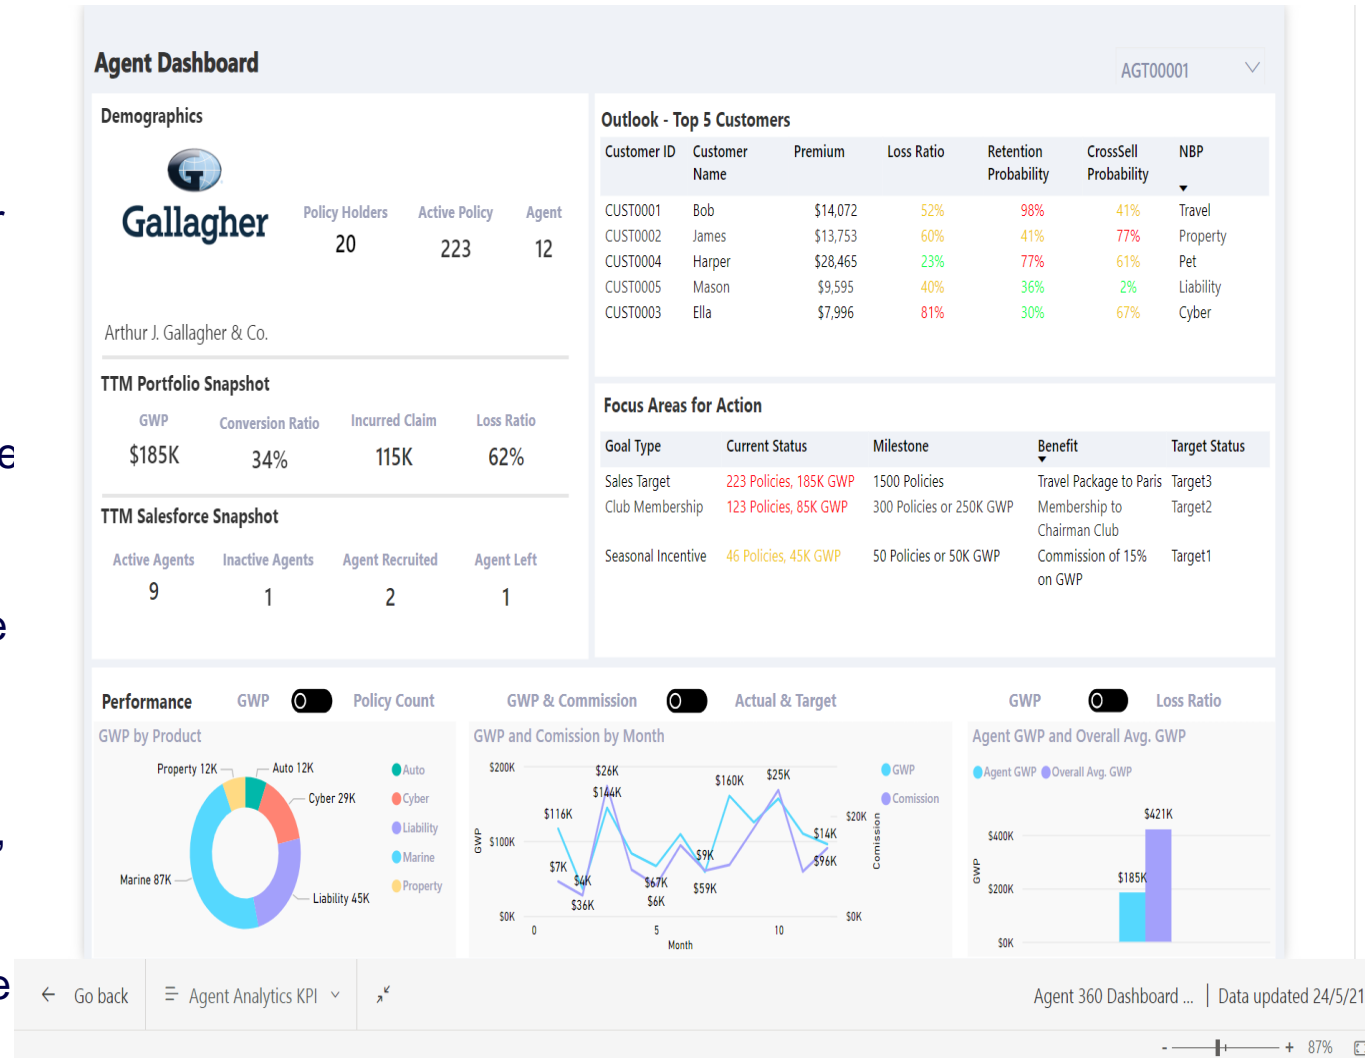 Agent Dashboard
AGT00001
Demographics
Gallagher
Policy Holders Active Policy Agent
20 223 12
Arthur J. Gallagher & Co.
TTM Portfolio Snapshot
GWP Conversion Ratio Incurred Claim Loss Ratio
$185K 34% 115K 62%
TTM Salesforce Snapshot
Active Agents Inactive Agents Agent Recruited Agent Left
9 1 2 1
Outlook - Top 5 Customers
Customer ID Customer Name Premium Loss Ratio Retention Probability CrossSell Probability NBP
CUST0001 Bob $14,072 52% 98% 41% Travel
CUST0002 James $13,753 60% 41% 77% Property
CUST0004 Harper $28,465 23% 77% 61% Pet
CUST0005 Mason $9,595 40% 36% 2% Liability
CUST0003 Ella $7,996 81% 30% 67% Cyber
Focus Areas for Action
Goal Type Current Status Milestone Benefit Target Status
Sales Target 223 Policies, 185K GWP 1500 Policies Travel Package to Paris Target3
Club Membership 123 Policies, 85K GWP 300 Policies or 250K GWP Membership to Chairman Club Target2
Seasonal Incentive 46 Policies, 45K GWP 50 Policies or 50K GWP Commission of 15% on GWP Target1
Performance GWP Policy Count GWP & Commission Actual & Target GWP Loss Ratio
GWP by Product
Property 12K Auto 12K
Cyber 29K
Marine 87K
Liability 45K
Auto
Cyber
Liability
Marine
Property
GWP and Comission by Month
$200K
$100K
$0K
GWP
$116K
$7K
$4K
$36K
$26K
$144K
$67K
$6K
$9K
$59K
$160K
$25K
$14K
$96K
$20K
$0K
Comission
0 5 10
Month
GWP
Comission
Agent GWP and Overall Avg. GWP
Agent GWP Overall Avg. GWP
$400K
$200K
$0K
GWP
$185K
$421K
Go back Agent Analytics KPI Agent 360 Dashboard ... | Data updated 24/5/21
- + 87%